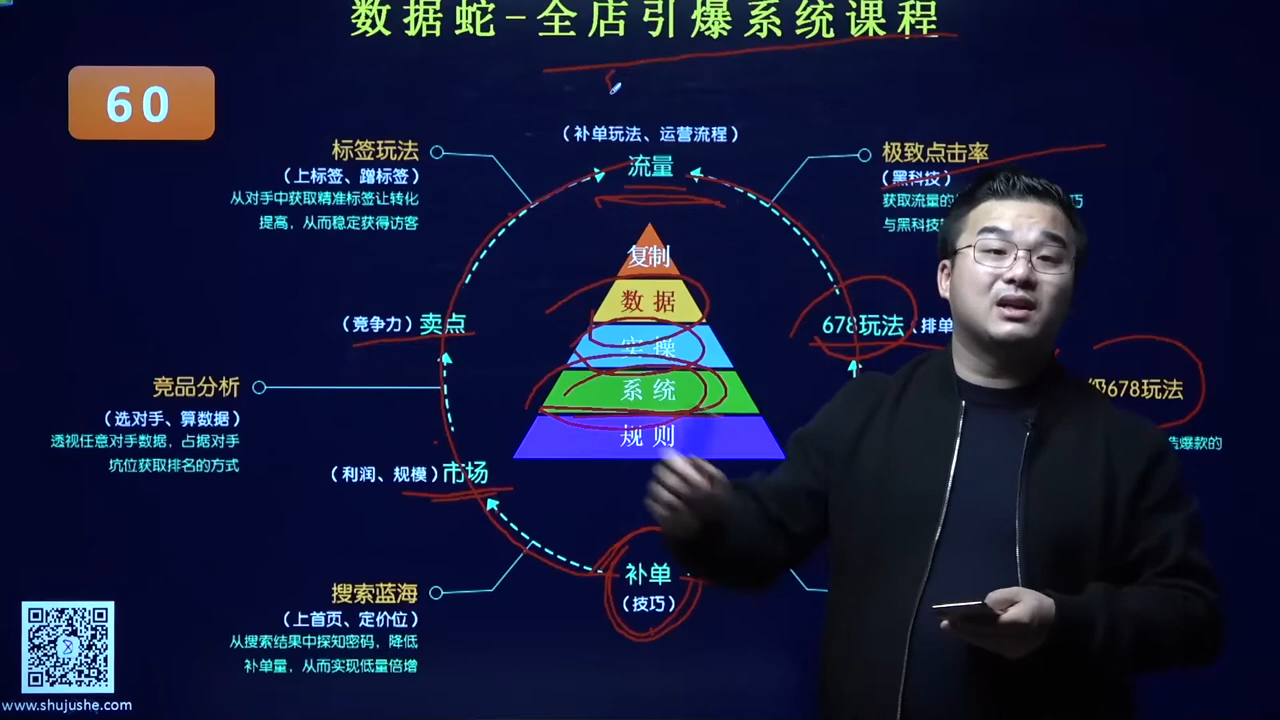 数据蛇-全店引爆系统课程
60
（补单玩法、运营流程）
流量
标签玩法
（上标签、蹭标签）
从对手中获取精准标签让转化
提高，从而稳定获得访客
极致点击率
（黑科技）
获取流量的
巧
与黑科技
复制
数据
实操
系统
规则
（竞争力）卖点
678玩法（排单
竞品分析
（选对手、算数据）
透视任意对手数据，占据对手
坑位获取排名的方式
级678玩法
造爆款的
（利润、规模）市场
补单
（技巧）
搜索蓝海
（上首页、定价位）
从搜索结果中探知密码，降低
补单量，从而实现低量倍增
www.shujushe.com